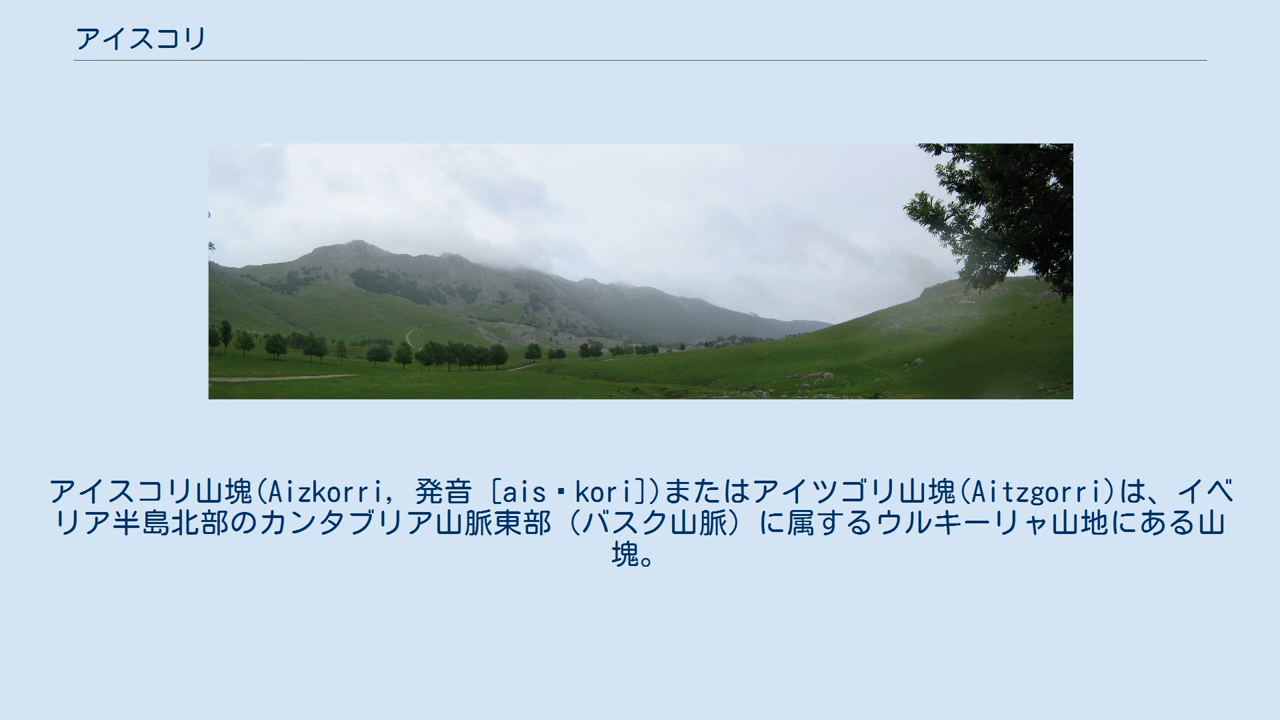 アイスコリ
アイスコリ山塊(Aizkorri, 発音 [ais̺kori])またはアイツゴリ山塊(Aitzgorri)は、イベ
リア半島北部のカンタブリア山脈東部（バスク山脈）に属するウルキーリャ山地にある山
塊。